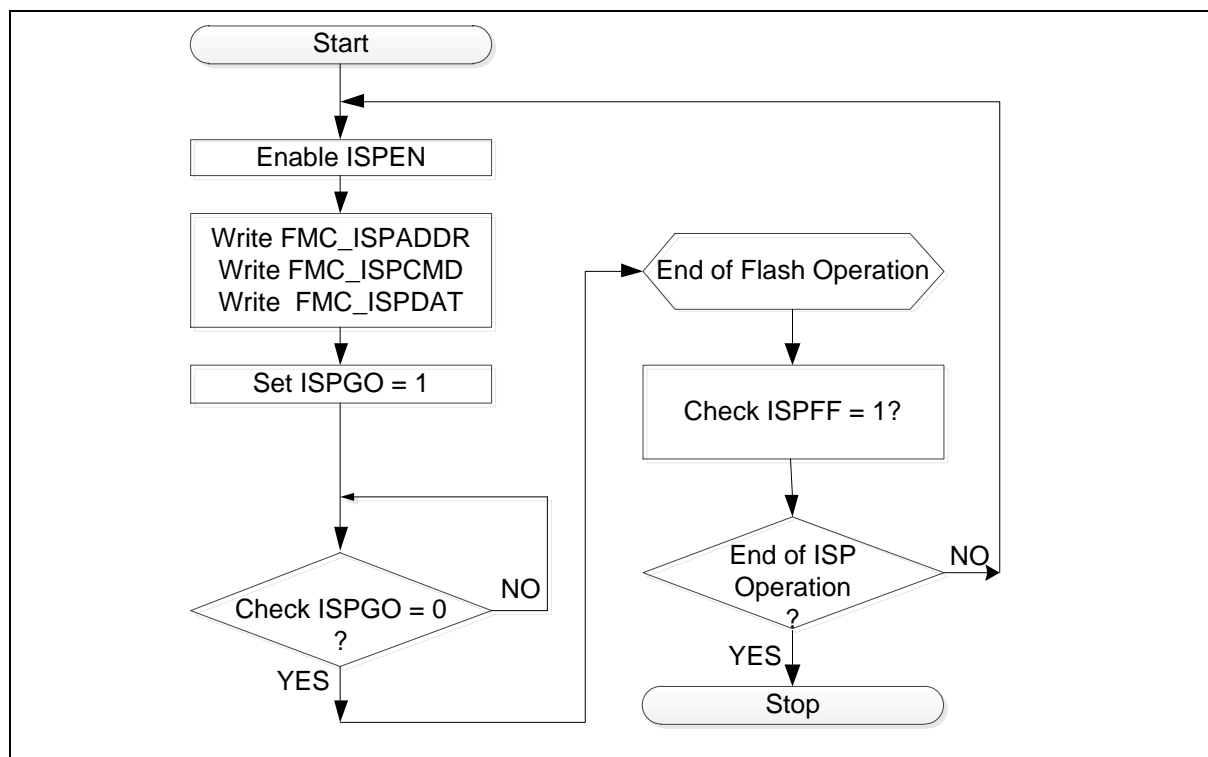 Start
Enable ISPEN
Write FMC_ISPADDR
Write FMC_ISPCMD
Write FMC_ISPDAT
Set ISPGO = 1
Check ISPGO = 0
?
NO
YES
End of Flash Operation
Check ISPFF = 1?
End of ISP
Operation
?
NO
YES
Stop